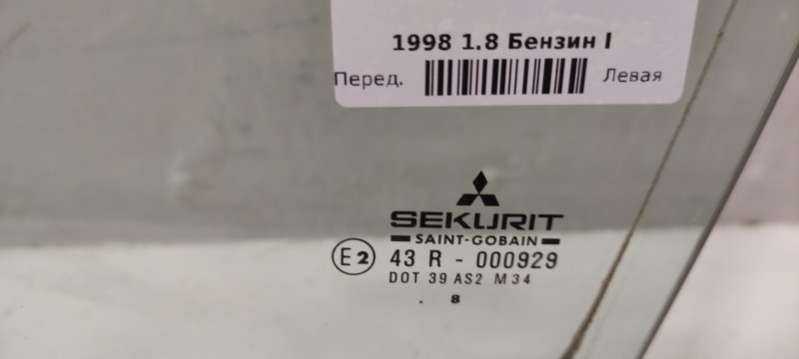 1998 1.8 Бензин I
Перед. Левая
SEKURIT
SAINT-GOBAIN
E2 43 R - 000929
DOT 39 AS2 M34
. 8